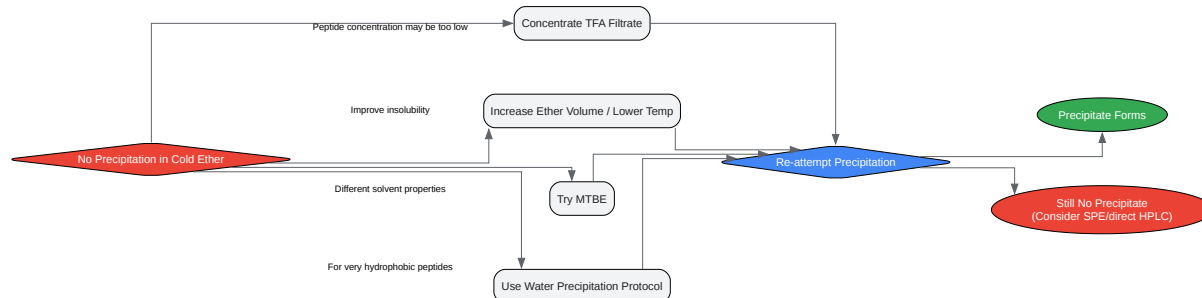 Peptide concentration may be too low
Concentrate TFA Filtrate
Improve insolubility
Increase Ether Volume / Lower Temp
Precipitate Forms
No Precipitation in Cold Ether
Re-attempt Precipitation
Different solvent properties
Try MTBE
Still No Precipitate
(Consider SPE/direct HPLC)
For very hydrophobic peptides
Use Water Precipitation Protocol